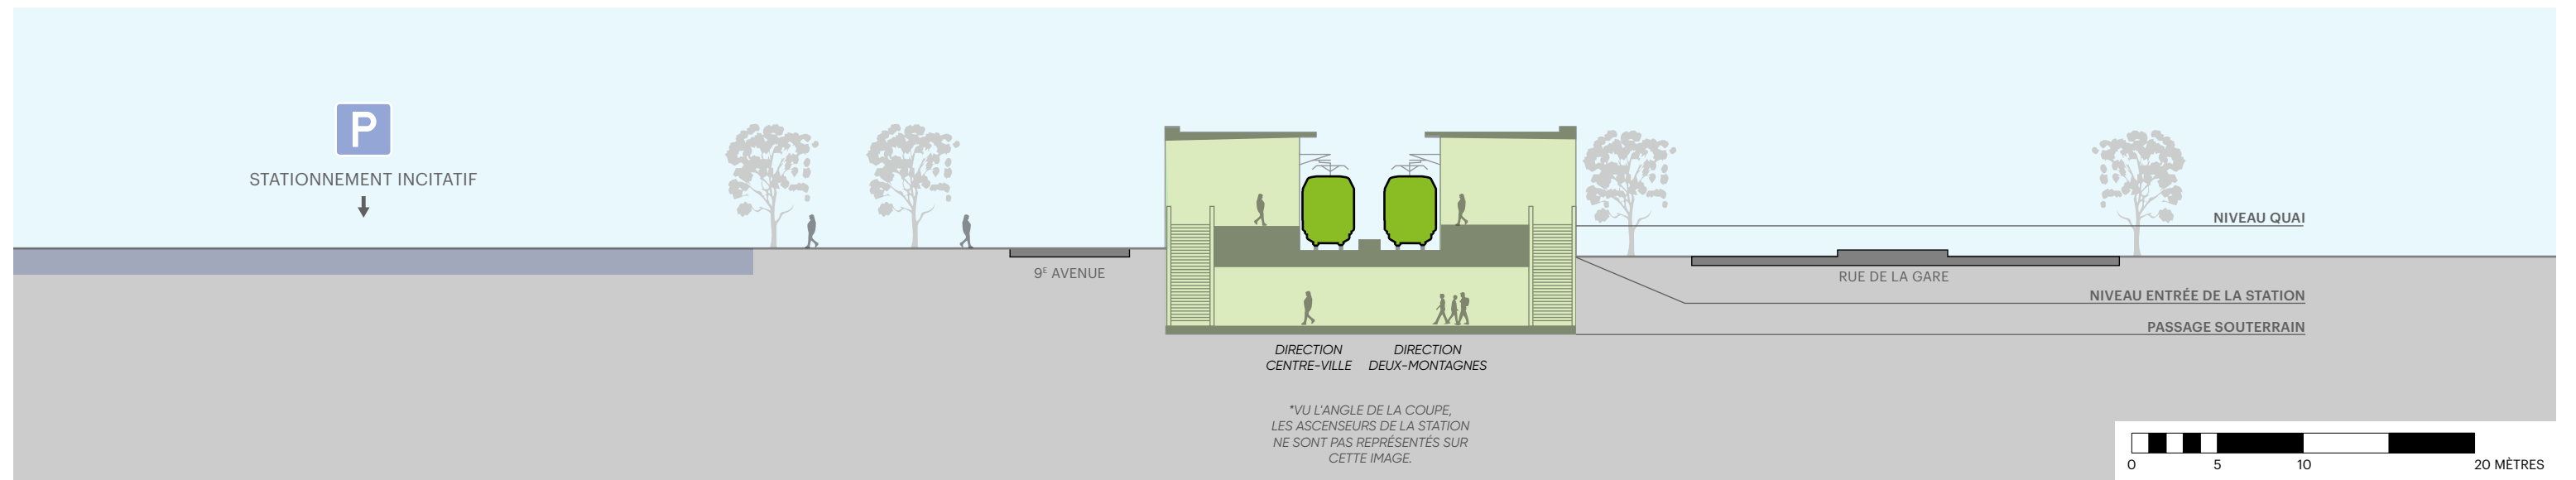 P
STATIONNEMENT INCITATIF
NIVEAU QUAI
9E AVENUE
RUE DE LA GARE
NIVEAU ENTRÉE DE LA STATION
PASSAGE SOUTERRAIN
DIRECTION
CENTRE-VILLE
DIRECTION
DEUX-MONTAGNES
*VU L'ANGLE DE LA COUPE,
LES ASCENSEURS DE LA STATION
NE SONT PAS REPRÉSENTÉS SUR
CETTE IMAGE.
0 5 10 20 MÈTRES